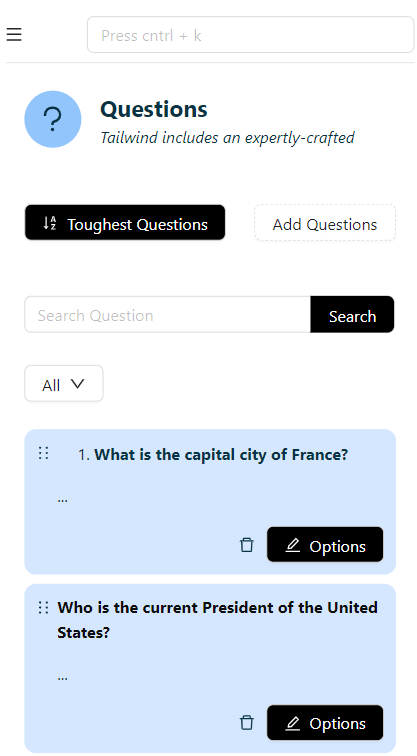 Press cntrl + k
?
Questions
Tailwind includes an expertly-crafted
Toughest Questions
Add Questions
Search Question
Search
All
1. What is the capital city of France?
...
Options
Who is the current President of the United
States?
...
Options